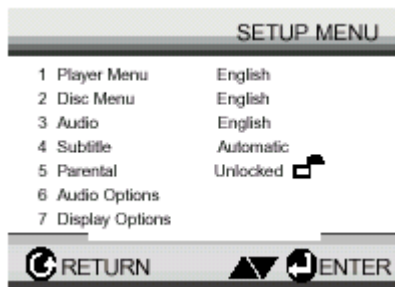 SETUP MENU
1 Player Menu English
2 Disc Menu English
3 Audio English
4 Subtitle Automatic
5 Parental Unlocked
6 Audio Options
7 Display Options
RETURN ENTER